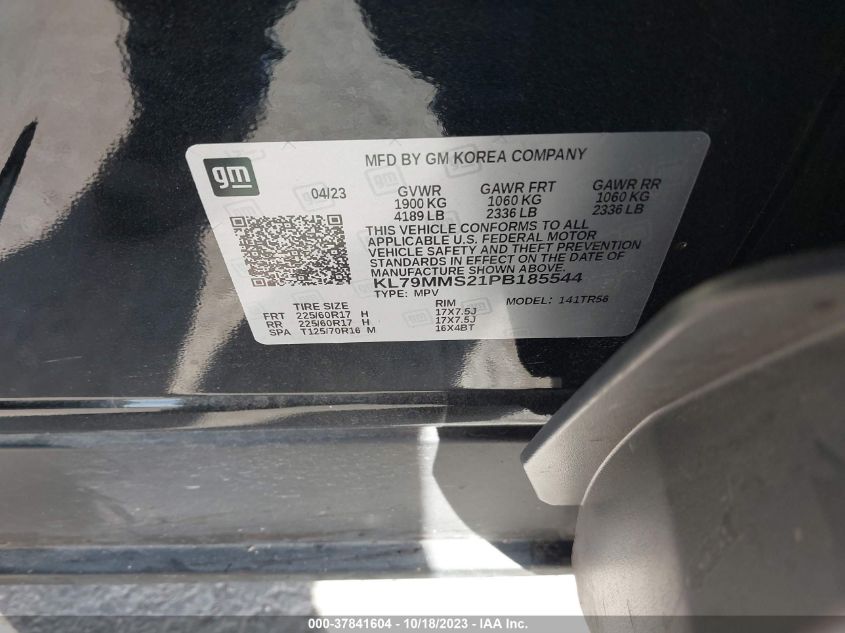 gm
MFD BY GM KOREA COMPANY
04/23
GVWR GAWR FRT GAWR RR
1900 KG 1060 KG 1060 KG
4189 LB 2336 LB 2336 LB
THIS VEHICLE CONFORMS TO ALL
APPLICABLE U.S. FEDERAL MOTOR
VEHICLE SAFETY AND THEFT PREVENTION
STANDARDS IN EFFECT ON THE DATE OF
MANUFACTURE SHOWN ABOVE.
KL79MMS21PB185544
TYPE: MPV MODEL: 141TR56
TIRE SIZE RIM
FRT 225/60R17 H 17X7.5J
RR 225/60R17 H 17X7.5J
SPA T125/70R16 M 16X4BT
000-37841604 - 10/18/2023 - IAA Inc.